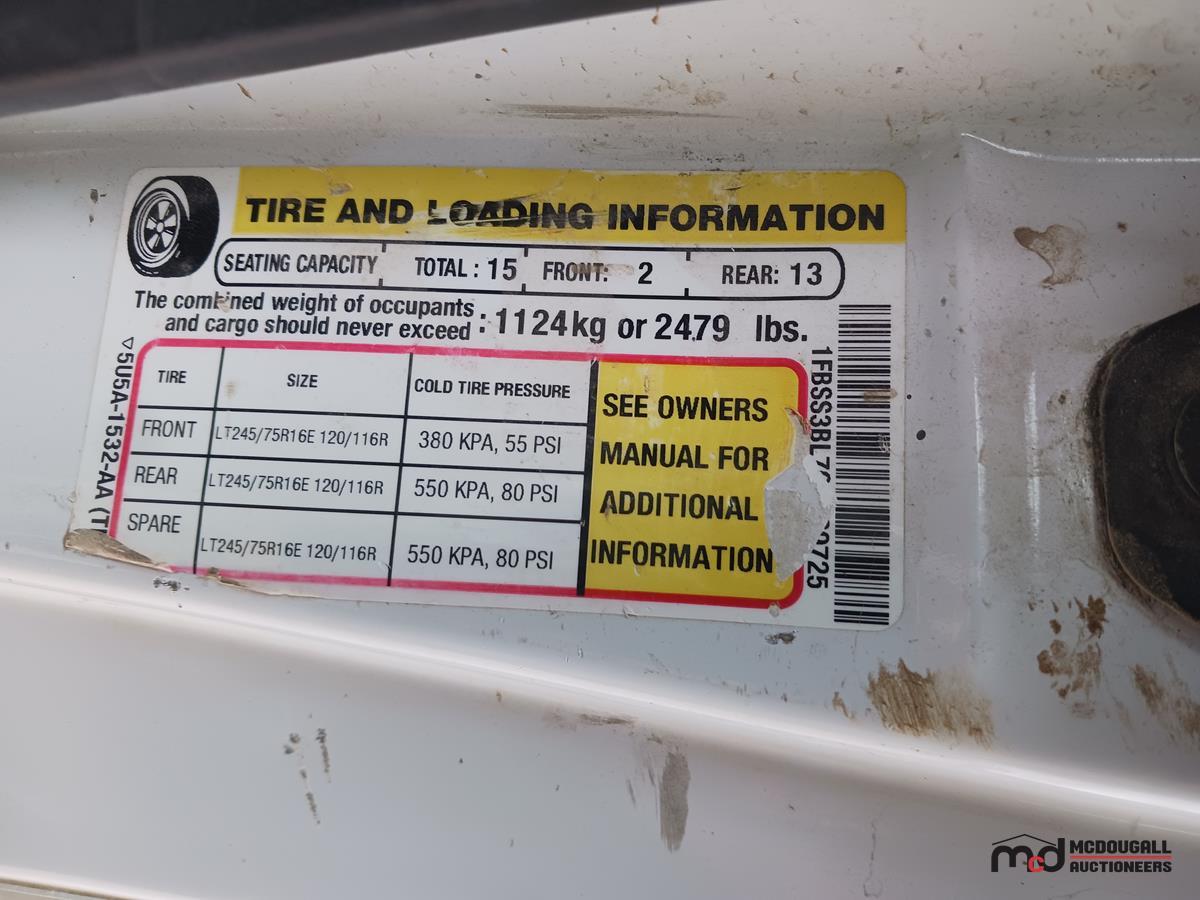 TIRE AND LOADING INFORMATION
SEATING CAPACITY TOTAL : 15 FRONT: 2 REAR: 13
The combined weight of occupants
and cargo should never exceed : 1124kg or 2479 lbs.
TIRE SIZE COLD TIRE PRESSURE
FRONT LT245/75R16E 120/116R 380 KPA, 55 PSI
REAR LT245/75R16E 120/116R 550 KPA, 80 PSI
SPARE LT245/75R16E 120/116R 550 KPA, 80 PSI
SEE OWNERS
MANUAL FOR
ADDITIONAL
INFORMATION
5U5A-1532-AA
mcd MCDOUGALL
AUCTIONEERS